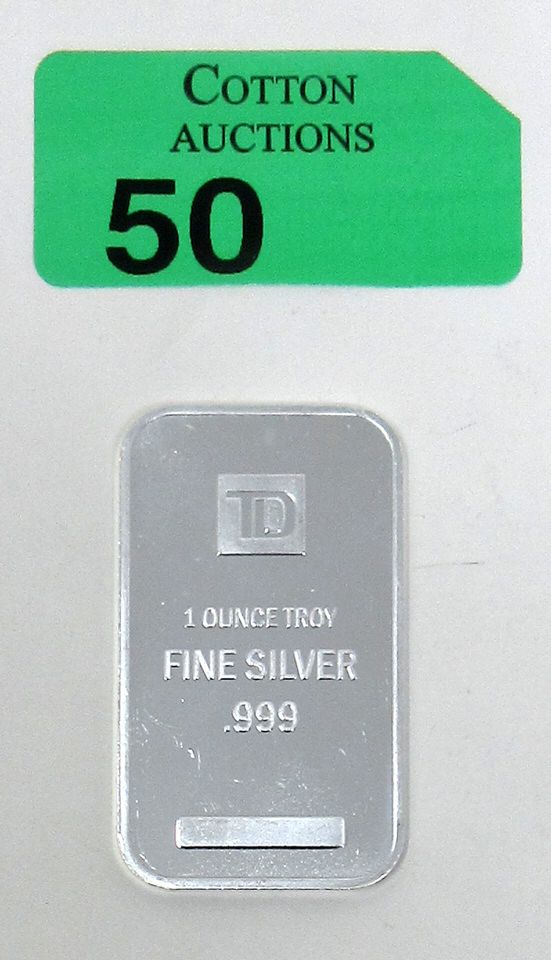 COTTON
AUCTIONS
50
TD
1 OUNCE TROY
FINE SILVER
.999